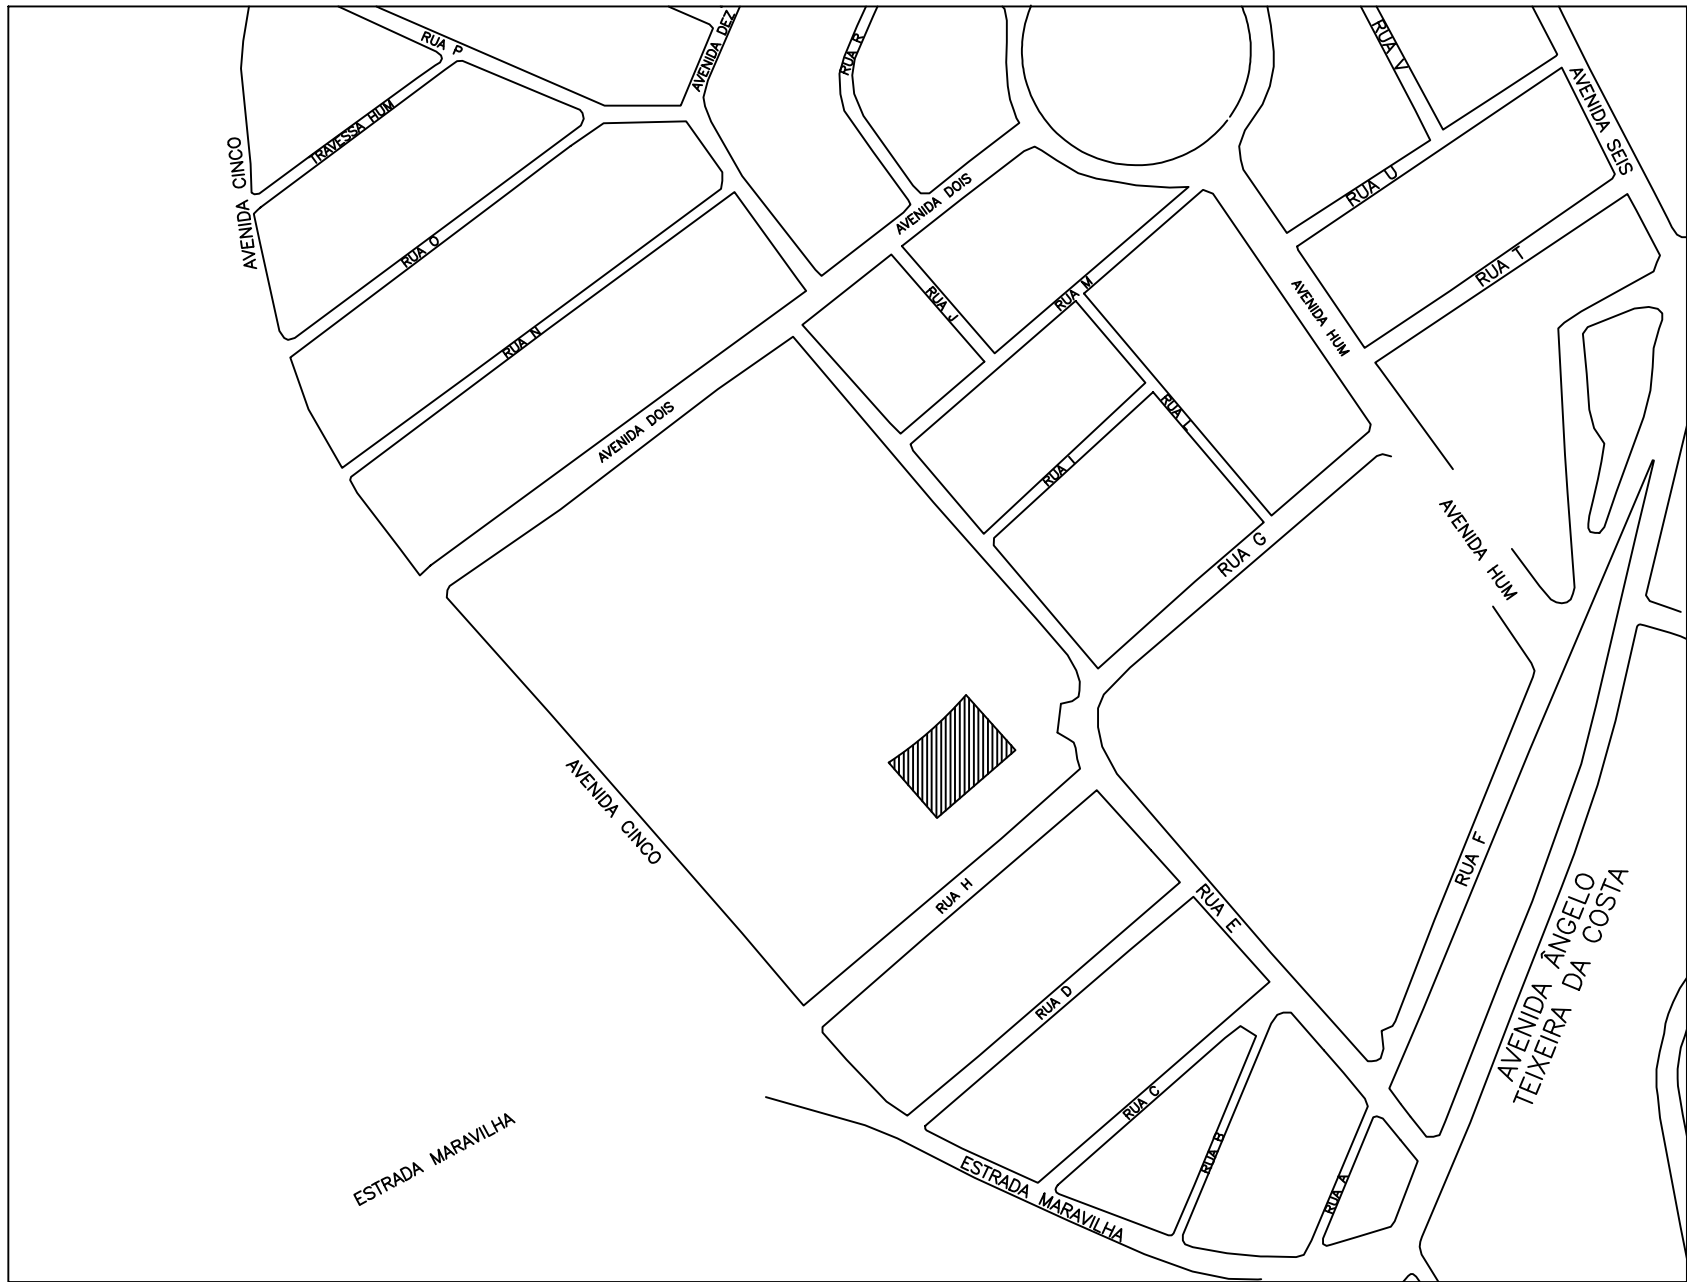 RUA P
AVENIDA DEZ
RUA R
RUA V
AVENIDA SEIS
TRAVESSA HUM
AVENIDA CINCO
RUA O
AVENIDA DOIS
RUA U
RUA T
RUA N
RUA J
RUA M
AVENIDA HUM
AVENIDA DOIS
RUA L
RUA I
RUA G
AVENIDA HUM
AVENIDA CINCO
RUA H
RUA E
RUA F
AVENIDA ÂNGELO
TEIXEIRA DA COSTA
RUA D
RUA C
RUA B
RUA A
ESTRADA MARAVILHA
ESTRADA MARAVILHA